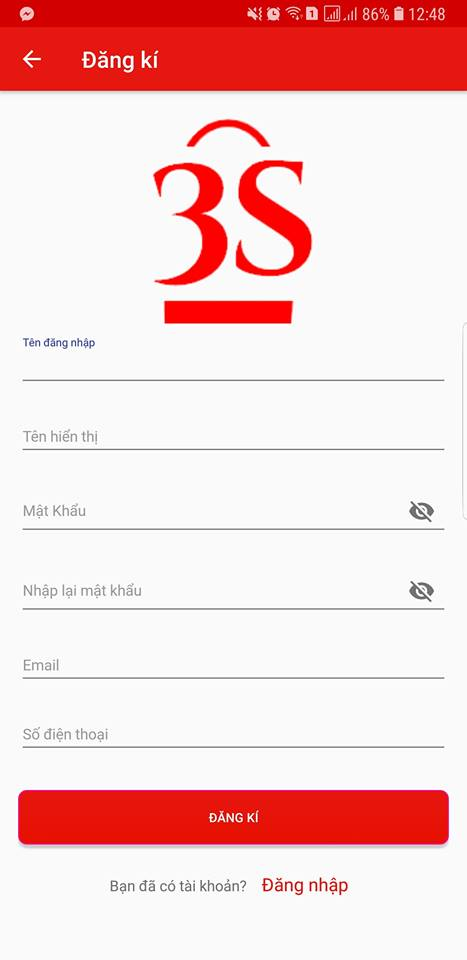 1 86% 12:48
Đăng kí
3S
Tên đăng nhập
Tên hiển thị
Mật Khẩu
Nhập lại mật khẩu
Email
Số điện thoại
ĐĂNG KÍ
Bạn đã có tài khoản? Đăng nhập